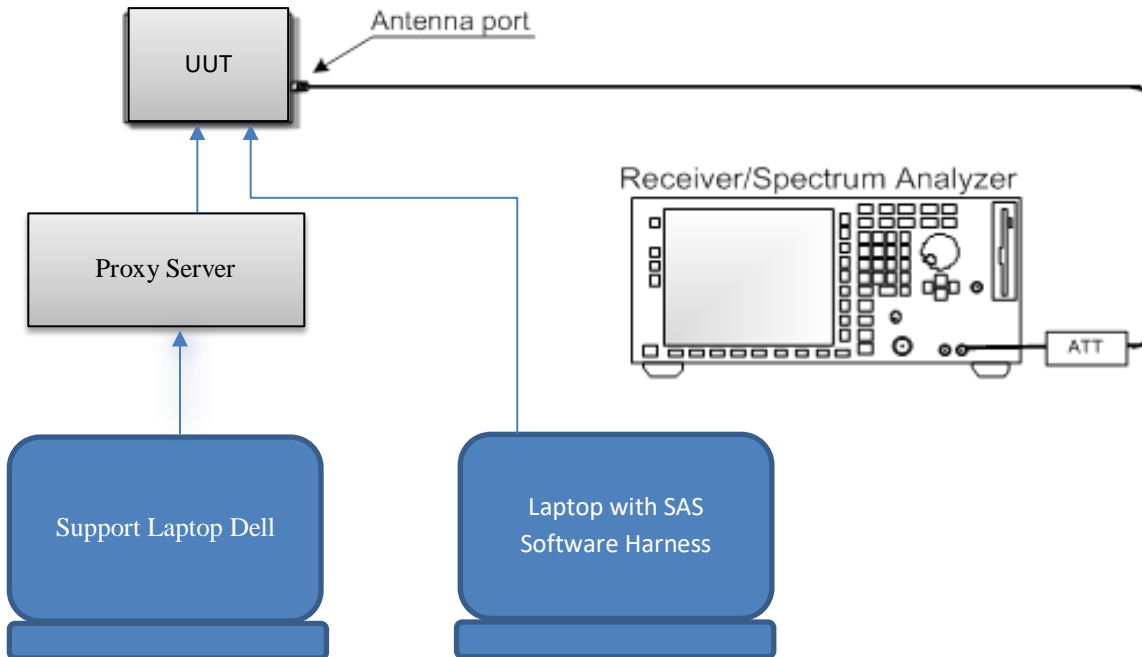 Antenna port
UUT
Receiver/Spectrum Analyzer
Proxy Server
ATT
Support Laptop Dell
Laptop with SAS
Software Harness